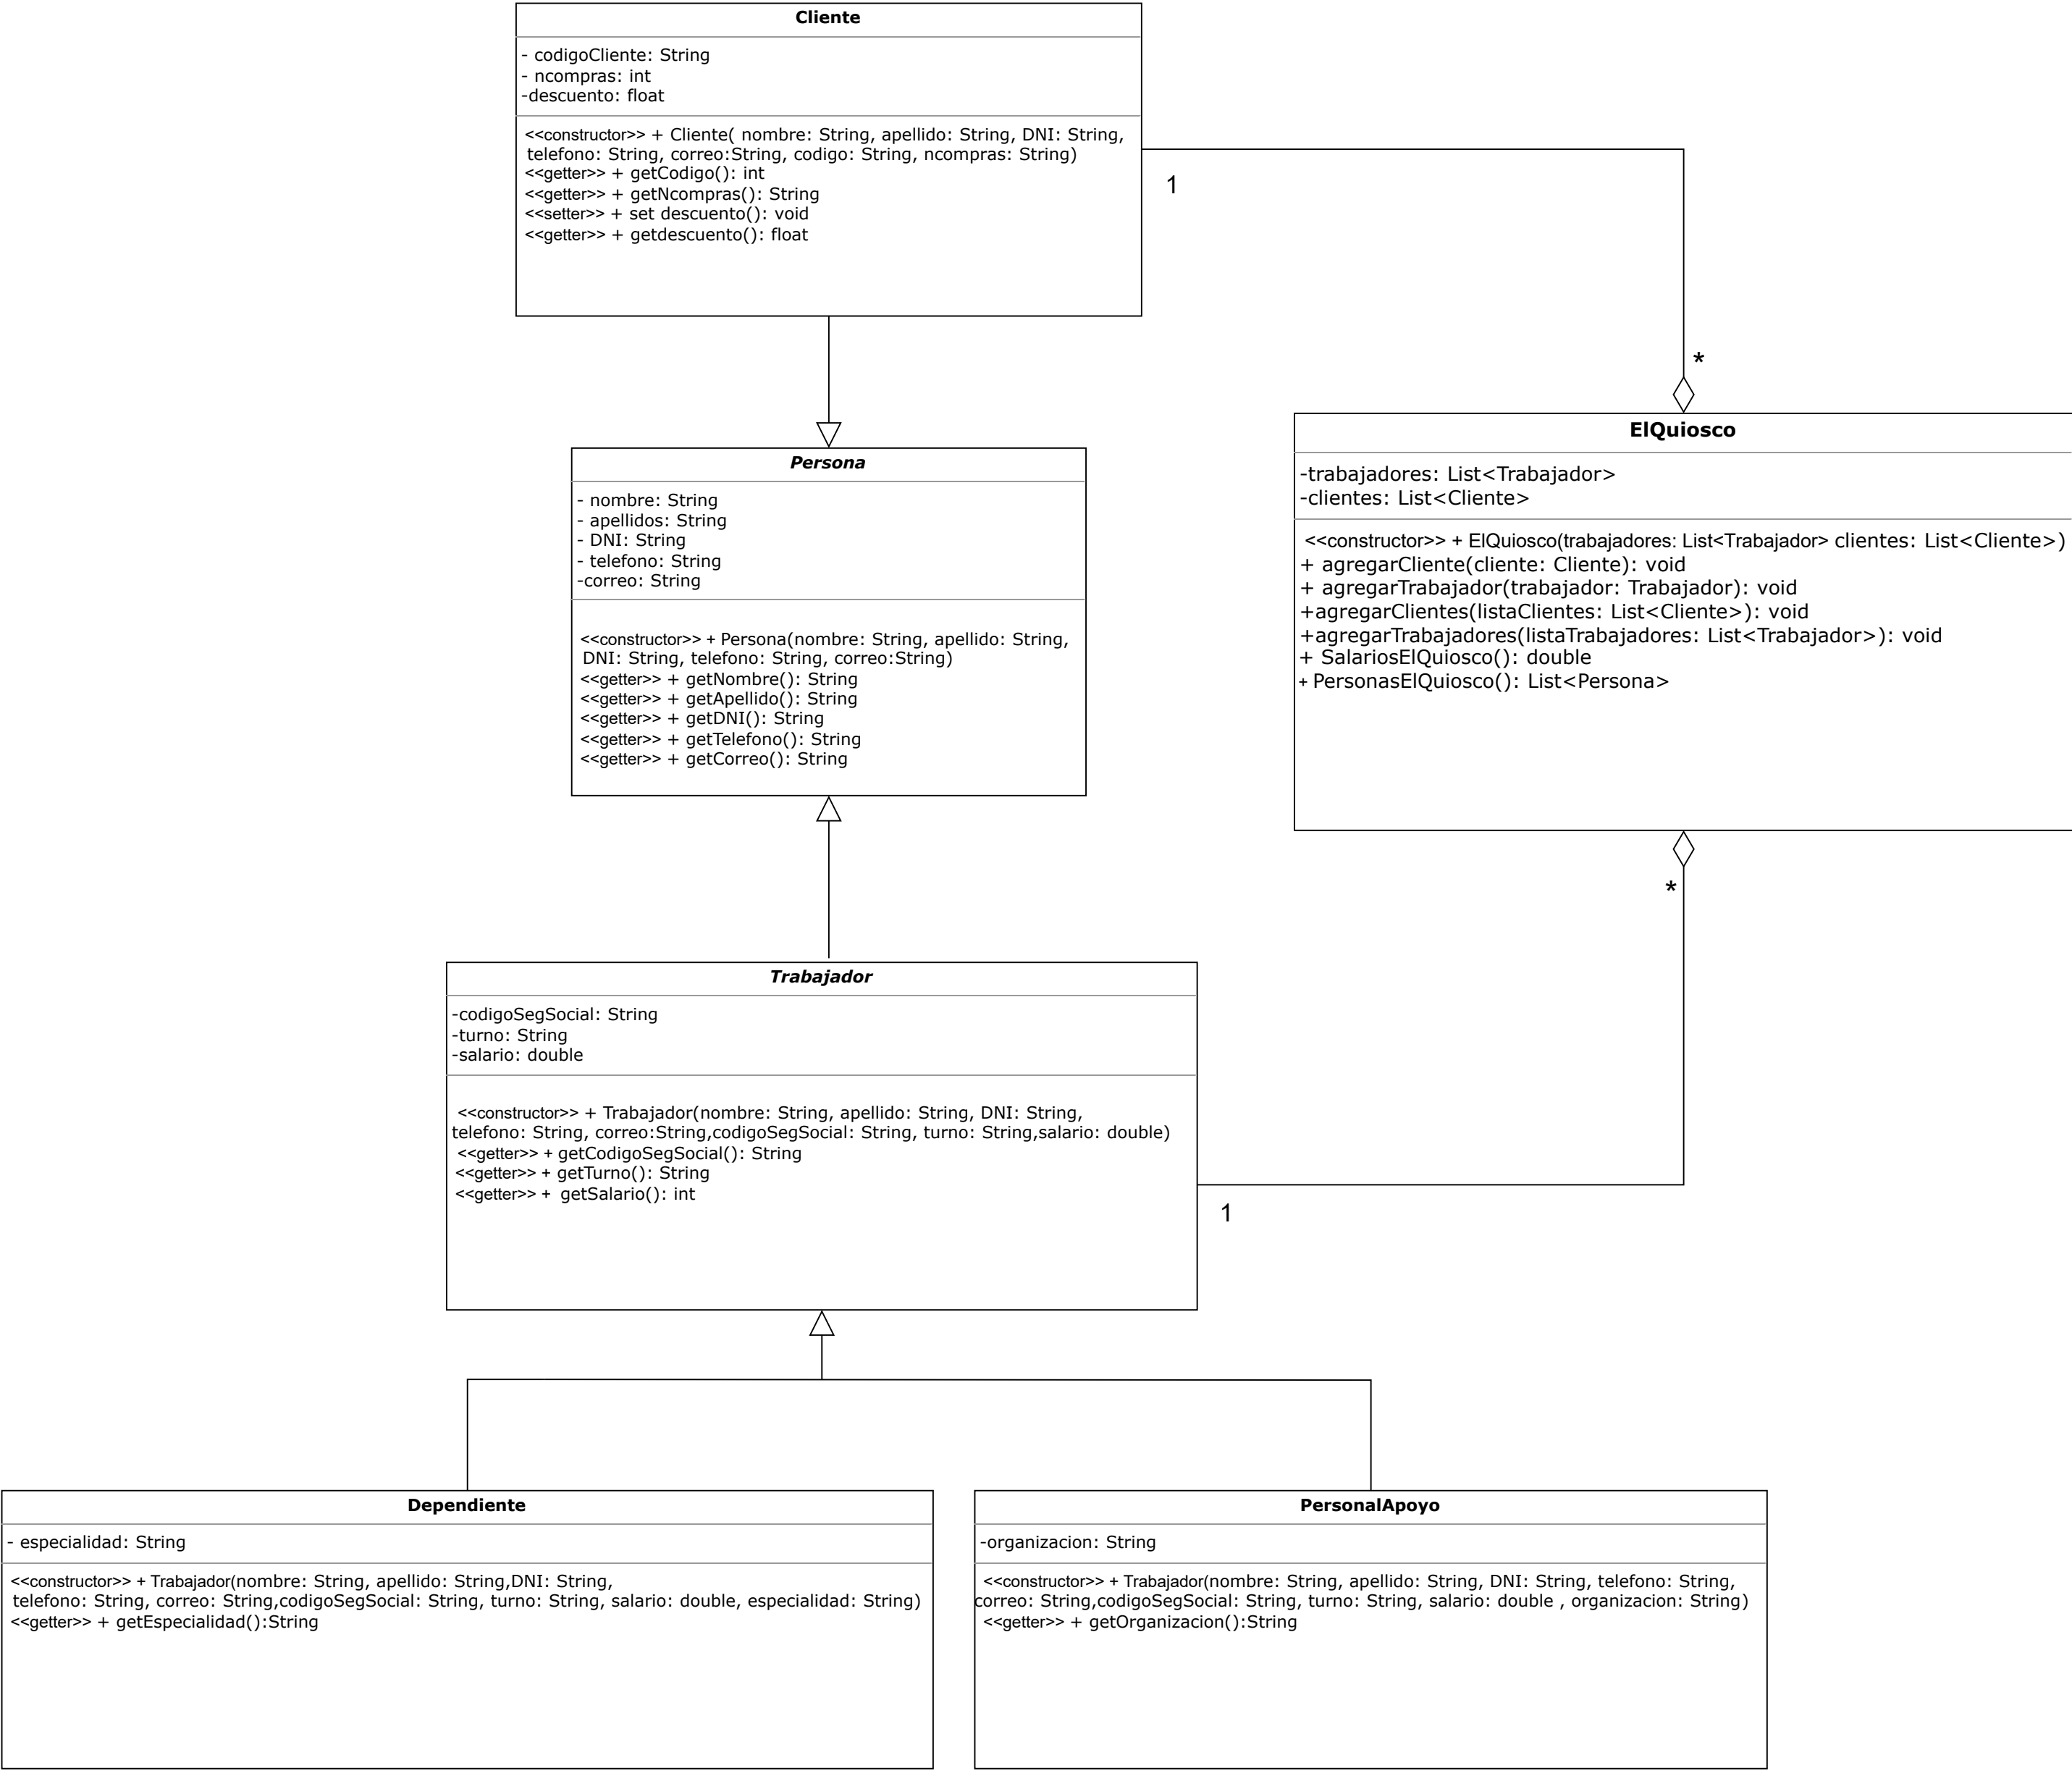 Cliente
- codigoCliente: String
- ncompras: int
-descuento: float
<<constructor>> + Cliente( nombre: String, apellido: String, DNI: String,
telefono: String, correo:String, codigo: String, ncompras: String)
<<getter>> + getCodigo(): int
<<getter>> + getNcompras(): String
<<setter>> + set descuento(): void
<<getter>> + getdescuento(): float
1
*
Persona
- nombre: String
- apellidos: String
- DNI: String
- telefono: String
-correo: String
<<constructor>> + Persona(nombre: String, apellido: String,
DNI: String, telefono: String, correo:String)
<<getter>> + getNombre(): String
<<getter>> + getApellido(): String
<<getter>> + getDNI(): String
<<getter>> + getTelefono(): String
<<getter>> + getCorreo(): String
ElQuiosco
-trabajadores: List<Trabajador>
-clientes: List<Cliente>
<<constructor>> + ElQuiosco(trabajadores: List<Trabajador> clientes: List<Cliente>)
+ agregarCliente(cliente: Cliente): void
+ agregarTrabajador(trabajador: Trabajador): void
+agregarClientes(listaClientes: List<Cliente>): void
+agregarTrabajadores(listaTrabajadores: List<Trabajador>): void
+ SalariosElQuiosco(): double
+ PersonasElQuiosco(): List<Persona>
*
Trabajador
-codigoSegSocial: String
-turno: String
-salario: double
<<constructor>> + Trabajador(nombre: String, apellido: String, DNI: String,
telefono: String, correo:String,codigoSegSocial: String, turno: String,salario: double)
<<getter>> + getCodigoSegSocial(): String
<<getter>> + getTurno(): String
<<getter>> + getSalario(): int
1
Dependiente
- especialidad: String
<<constructor>> + Trabajador(nombre: String, apellido: String,DNI: String,
telefono: String, correo: String,codigoSegSocial: String, turno: String, salario: double, especialidad: String)
<<getter>> + getEspecialidad():String
PersonalApoyo
-organizacion: String
<<constructor>> + Trabajador(nombre: String, apellido: String, DNI: String, telefono: String,
correo: String,codigoSegSocial: String, turno: String, salario: double , organizacion: String)
<<getter>> + getOrganizacion():String